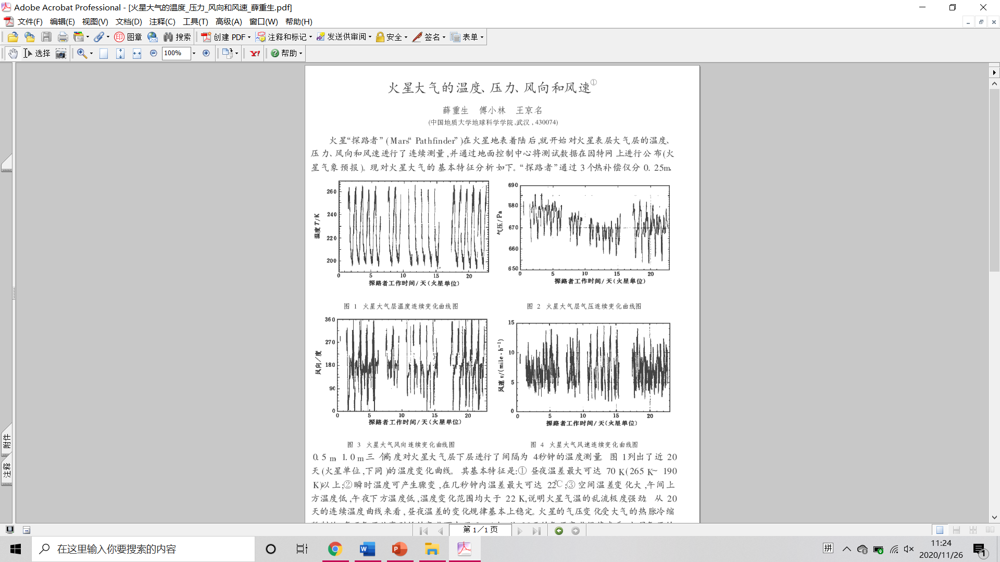 Adobe Acrobat Professional - [火星大气的温度_压力_风向和风速_薛重生.pdf]
文件(F) 编辑(E) 视图(V) 文档(D) 注释(C) 工具(T) 高级(A) 窗口(W) 帮助(H)
图章 搜索 创建 PDF 注释和标记 发送供审阅 安全 签名 表单
选择 100% Y! 帮助
火星大气的温度、压力、风向和风速①
薛重生 傅小林 王京名
(中国地质大学地球科学学院,武汉, 430074)
火星“探路者” ( Mars“ Pathfinder” )在火星地表着陆后,就开始对火星表层大气层的温度、
压力、风向和风速进行了连续测量,并通过地面控制中心将测试数据在因特网上进行公布(火
星气象预报)。现对火星大气的基本特征分析如下。“探路者”通过 3 个热补偿仪分 0. 25m、
温度 T/K
260
240
220
200
0 5 10 15 20
探路者工作时间/天(火星单位)
图 1 火星大气层温度连续变化曲线图
气压/Pa
690
680
670
660
650
0 5 10 15 20
探路者工作时间/天(火星单位)
图 2 火星大气层气压连续变化曲线图
风向/度
360
270
180
90
0
0 5 10 15 20
探路者工作时间/天(火星单位)
图 3 火星大气风向连续变化曲线图
风速 v/(mile·h⁻¹)
15
10
5
0
0 5 10 15 20
探路者工作时间/天(火星单位)
图 4 火星大气风速连续变化曲线图
0. 5 m、1. 0 m三个高度对火星大气层下层进行了间隔为 4秒钟的温度测量。图 1列出了近 20
天(火星单位,下同)的温度变化曲线。其基本特征是:① 昼夜温差最大可达 70 K(265 K~ 190
K)以上;②瞬时温度可产生骤变,在几秒钟内温差最大可达 22℃;③ 空间温差变化大,午间上
方温度低,午夜下方温度低,温度变化范围均大于 22 K,说明火星气温的乱流极度强劲。从 20
天的连续温度曲线来看,昼夜温差的变化规律基本上稳定。火星的气压变化受大气的热胀冷缩
附件
注释
第 1/1 页
在这里输入你要搜索的内容
拼
11:24
2020/11/26
1